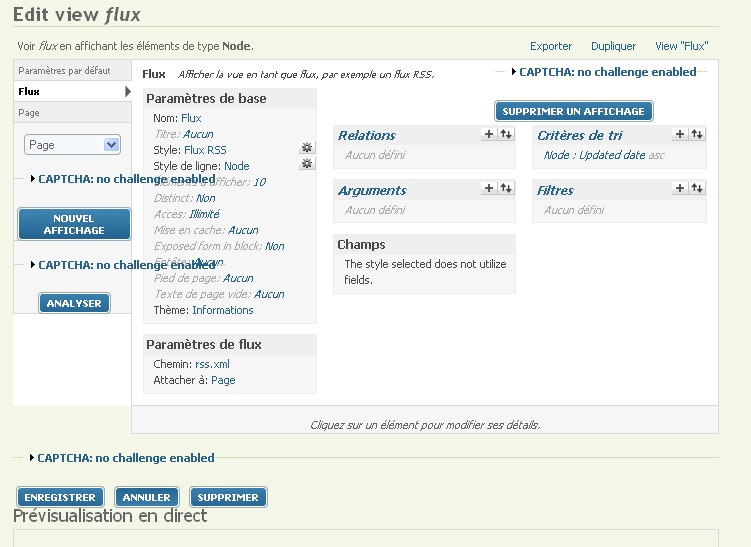 Edit view flux
Voir flux en affichant les éléments de type Node.
Exporter Dupliquer View "Flux"
Paramètres par défaut
Flux
Page
Page
CAPTCHA: no challenge enabled
NOUVEL
AFFICHAGE
CAPTCHA: no challenge enabled
ANALYSER
Flux Afficher la vue en tant que flux, par exemple un flux RSS.
CAPTCHA: no challenge enabled
SUPPRIMER UN AFFICHAGE
Paramètres de base
Nom: Flux
Titre: Aucun
Style: Flux RSS
Style de ligne: Node
Éléments à afficher: 10
Distinct: Non
Accès: Illimité
Mise en cache: Aucun
Exposed form in block: Non
Entête: Aucun
Pied de page: Aucun
Texte de page vide: Aucun
Thème: Informations
Paramètres de flux
Chemin: rss.xml
Attacher à: Page
Relations
Aucun défini
Arguments
Aucun défini
Champs
The style selected does not utilize
fields.
Critères de tri
Node : Updated date asc
Filtres
Aucun défini
Cliquez sur un élément pour modifier ses détails.
CAPTCHA: no challenge enabled
ENREGISTRER ANNULER SUPPRIMER
Prévisualisation en direct